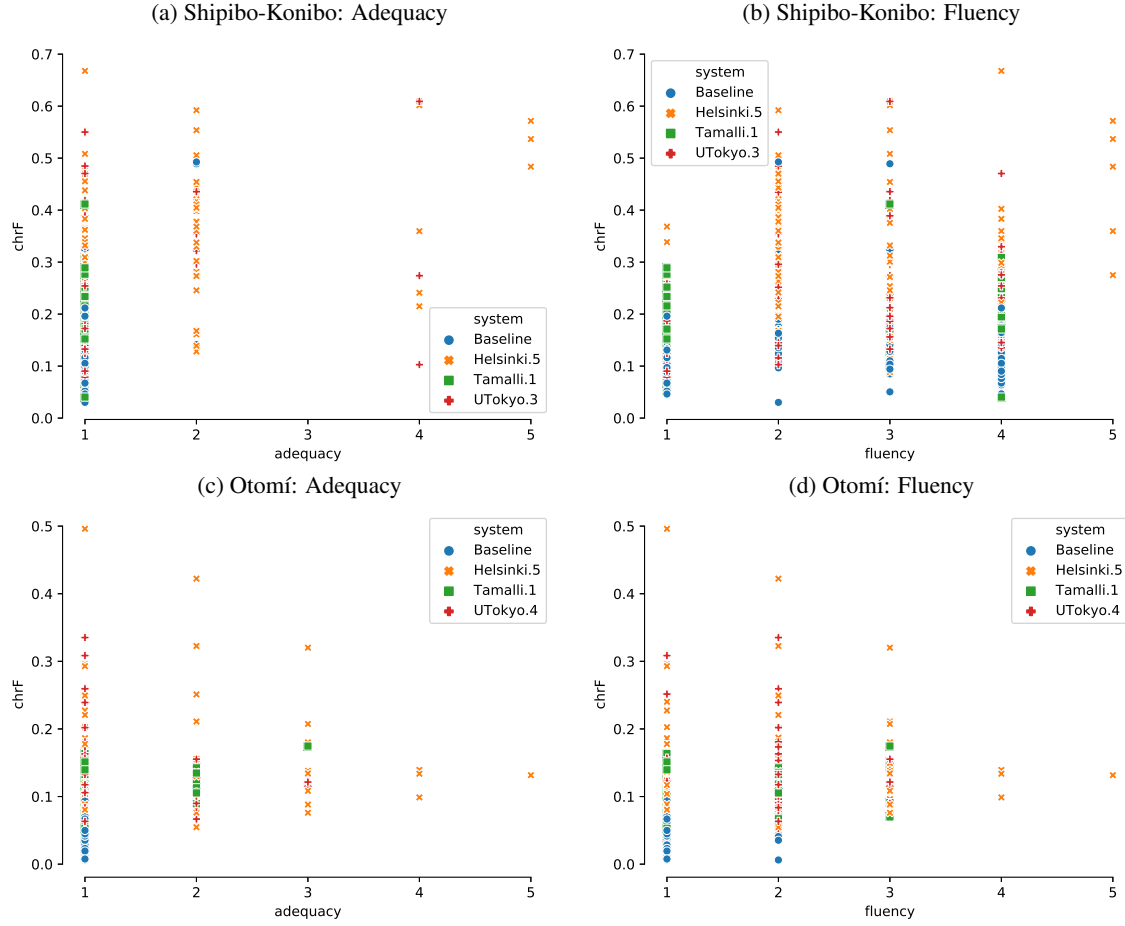 (a) Shipibo-Konibo: Adequacy
0.7
0.6
0.5
0.4
0.3
0.2
0.1
0.0
chrF
1 2 3 4 5
adequacy
system
Baseline
Helsinki.5
Tamalli.1
UTokyo.3
(b) Shipibo-Konibo: Fluency
0.7
0.6
0.5
0.4
0.3
0.2
0.1
0.0
chrF
system
Baseline
Helsinki.5
Tamalli.1
UTokyo.3
1 2 3 4 5
fluency
(c) Otomí: Adequacy
0.5
0.4
0.3
0.2
0.1
0.0
chrF
system
Baseline
Helsinki.5
Tamalli.1
UTokyo.4
1 2 3 4 5
adequacy
(d) Otomí: Fluency
0.5
0.4
0.3
0.2
0.1
0.0
chrF
system
Baseline
Helsinki.5
Tamalli.1
UTokyo.4
1 2 3 4 5
fluency